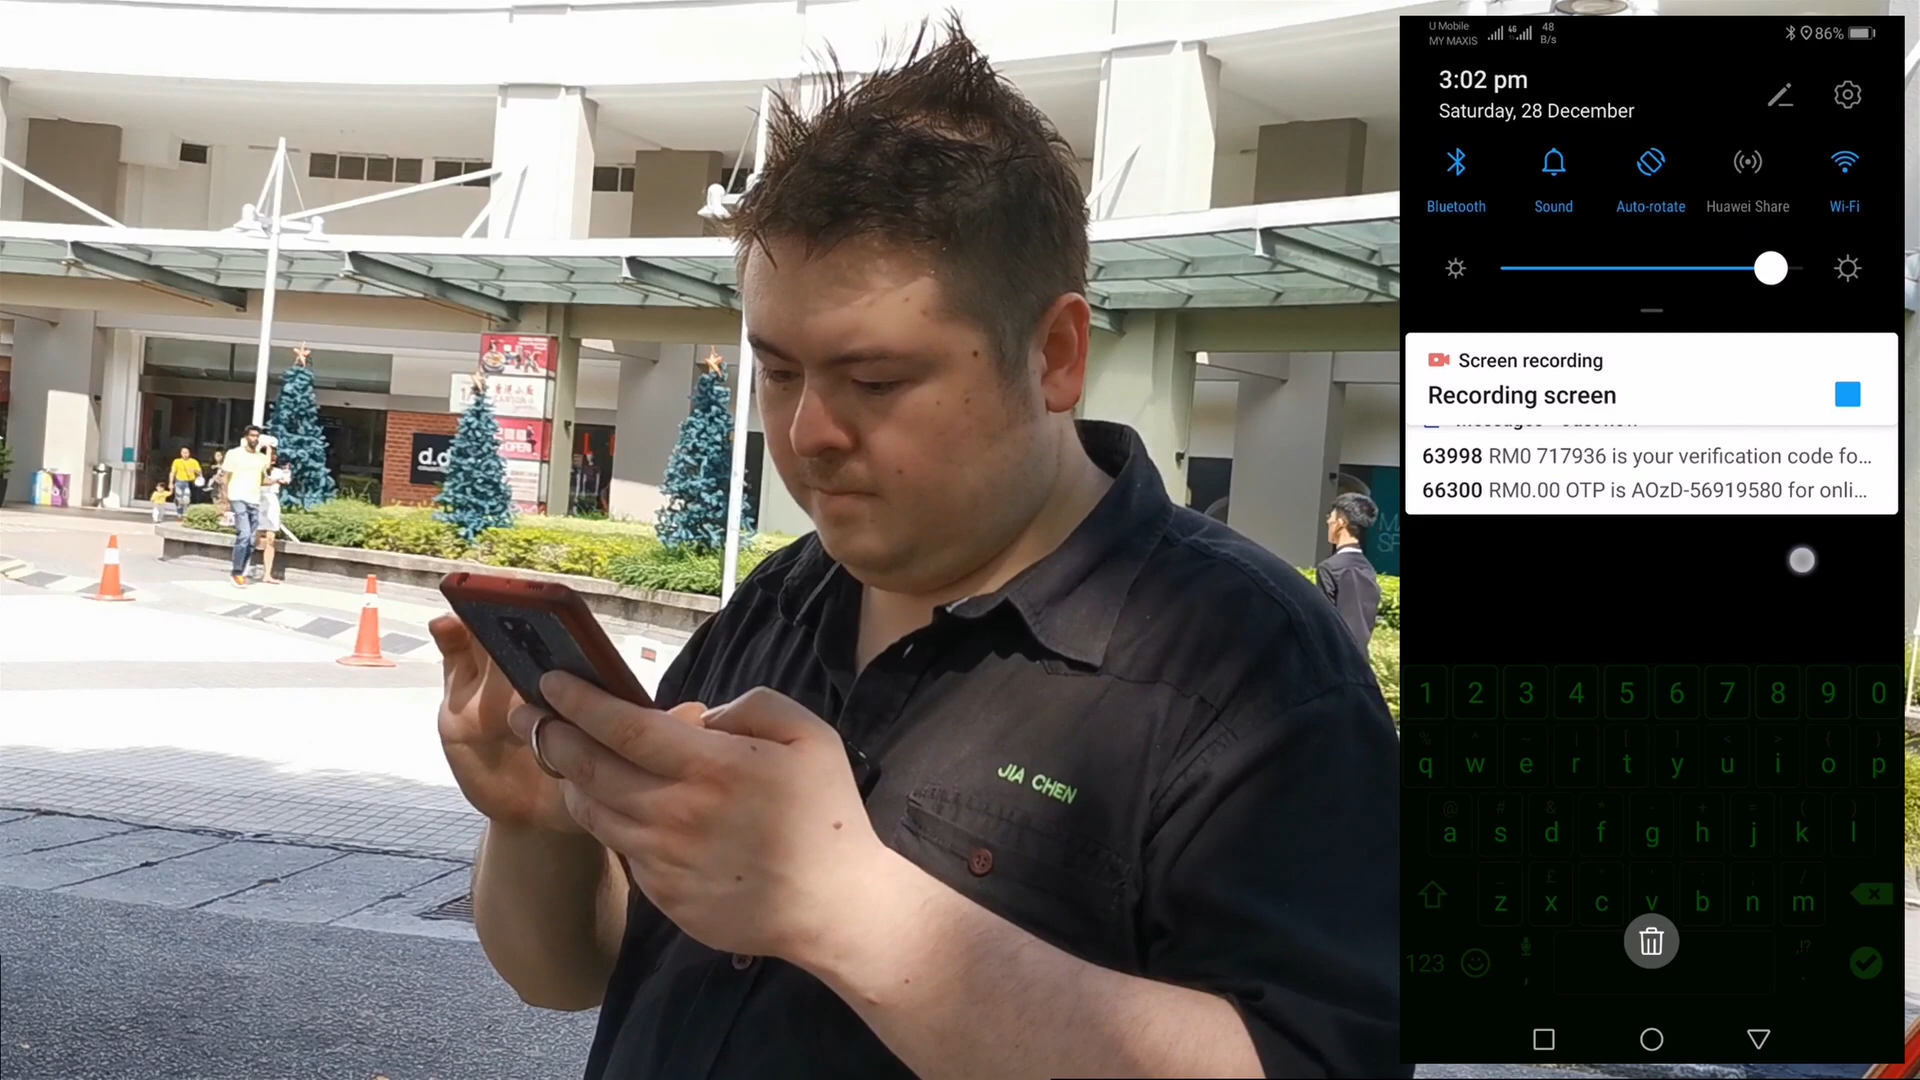 U Mobile
MY MAXIS
4G
48
B/s
86%
3:02 pm
Saturday, 28 December
Bluetooth
Sound
Auto-rotate
Huawei Share
Wi-Fi
Screen recording
Recording screen
63998 RM0 717936 is your verification code fo...
66300 RM0.00 OTP is AOzD-56919580 for onli...
1 2 3 4 5 6 7 8 9 0
q w e r t y u i o p
a s d f g h j k l
z x c v b n m
123
,!?
JIA CHEN
d.d
OPEN